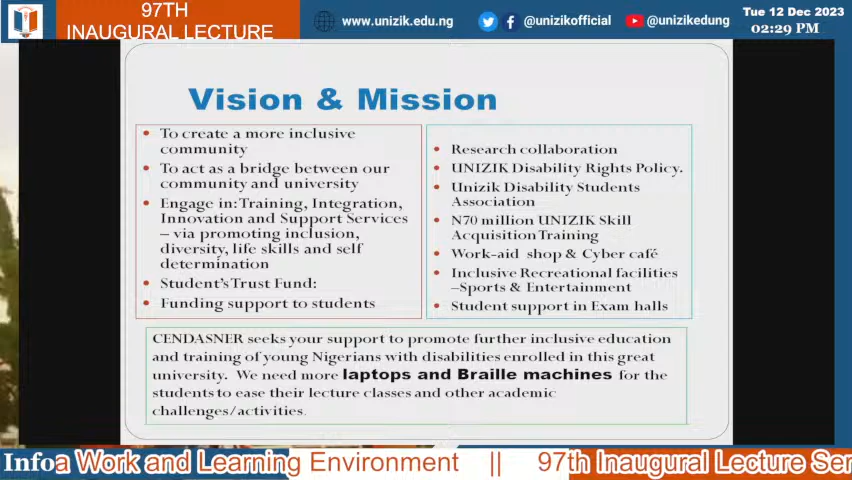 97TH
INAUGURAL LECTURE
www.unizik.edu.ng
@unizikofficial
@unizikedung
Tue 12 Dec 2023
02:29 PM
Vision & Mission
• To create a more inclusive
community
• To act as a bridge between our
community and university
• Engage in: Training, Integration,
Innovation and Support Services
– via promoting inclusion,
diversity, life skills and self
determination
• Student's Trust Fund:
• Funding support to students
• Research collaboration
• UNIZIK Disability Rights Policy.
• Unizik Disability Students
Association
• N70 million UNIZIK Skill
Acquisition Training
• Work-aid shop & Cyber café
• Inclusive Recreational facilities
–Sports & Entertainment
• Student support in Exam halls
CENDASNER seeks your support to promote further inclusive education
and training of young Nigerians with disabilities enrolled in this great
university. We need more laptops and Braille machines for the
students to ease their lecture classes and other academic
challenges/activities.
Info
a Work and Learning Environment || 97th Inaugural Lecture Ser